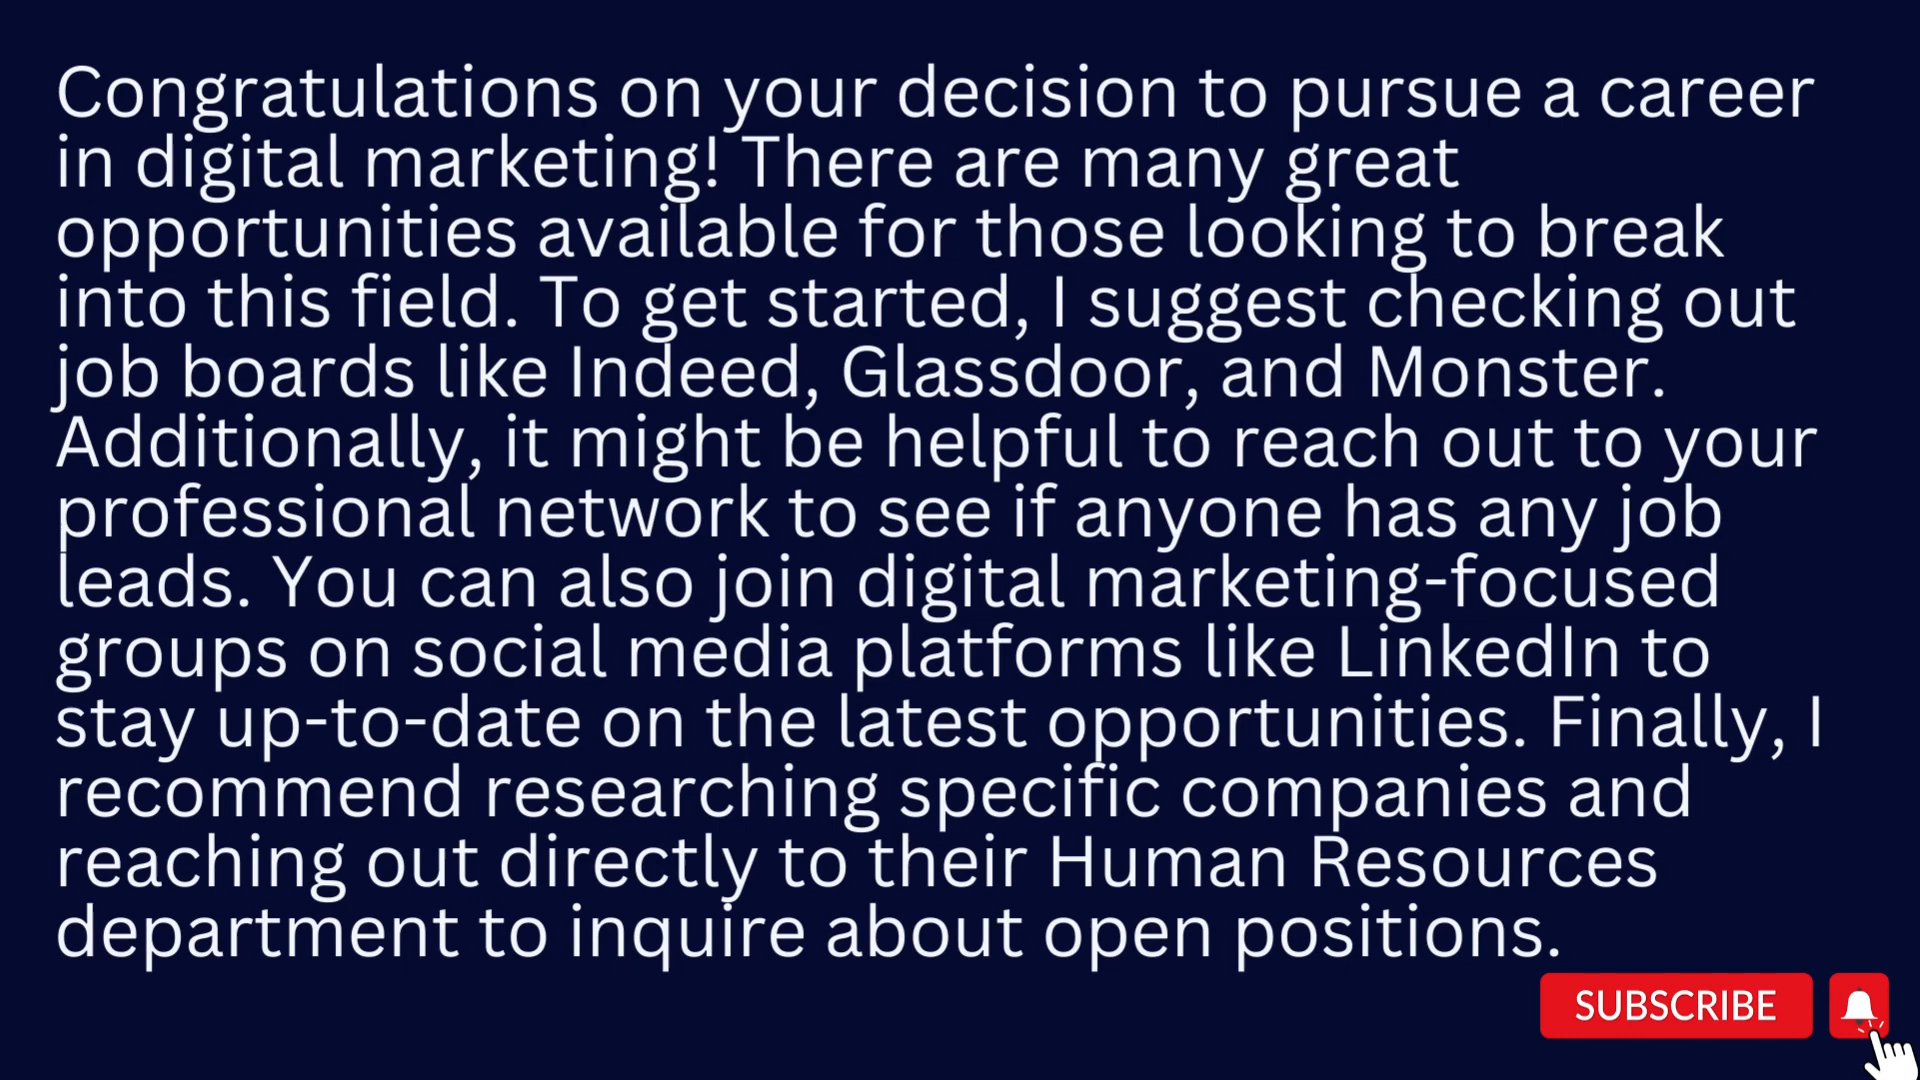 Congratulations on your decision to pursue a career
in digital marketing! There are many great
opportunities available for those looking to break
into this field. To get started, I suggest checking out
job boards like Indeed, Glassdoor, and Monster.
Additionally, it might be helpful to reach out to your
professional network to see if anyone has any job
leads. You can also join digital marketing-focused
groups on social media platforms like LinkedIn to
stay up-to-date on the latest opportunities. Finally, I
recommend researching specific companies and
reaching out directly to their Human Resources
department to inquire about open positions.
SUBSCRIBE